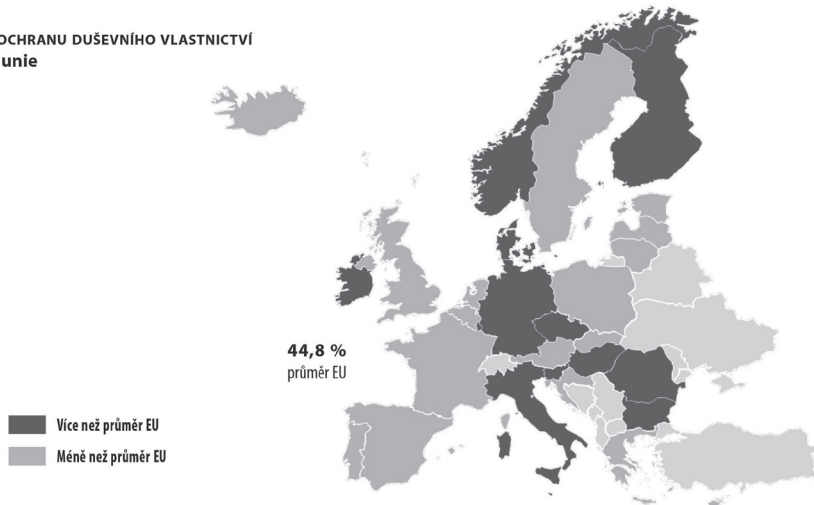 OCHRANU DUŠEVNÍHO VLASTNICTVÍ
unie
44,8 %
průměr EU
Více než průměr EU
Méně než průměr EU